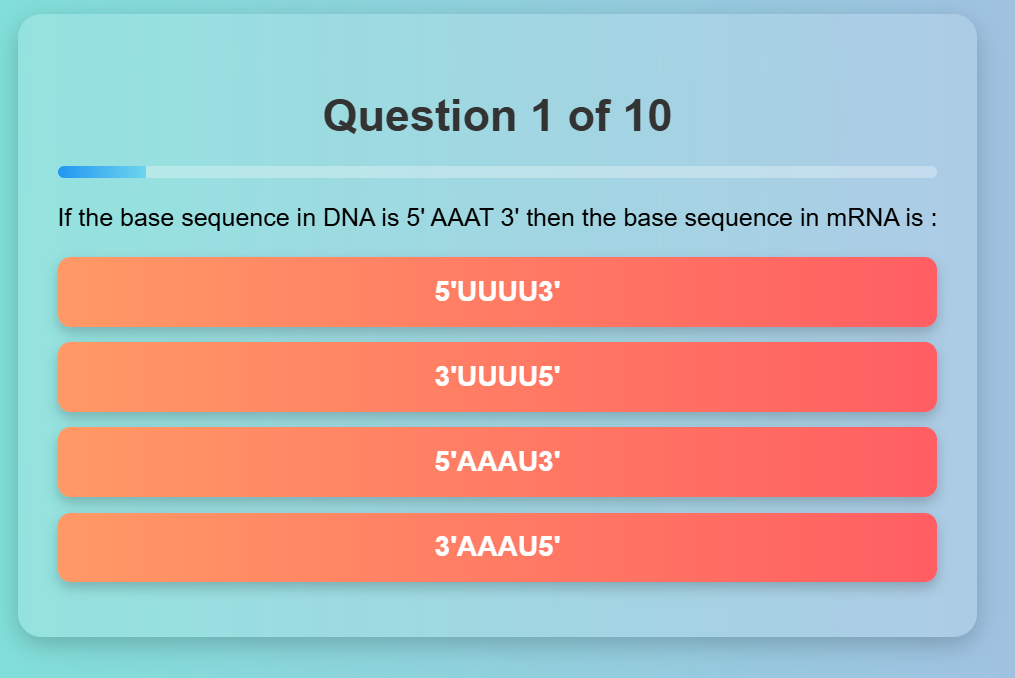 Question 1 of 10
If the base sequence in DNA is 5' AAAT 3' then the base sequence in mRNA is :
5'UUUU3'
3'UUUU5'
5'AAAU3'
3'AAAU5'